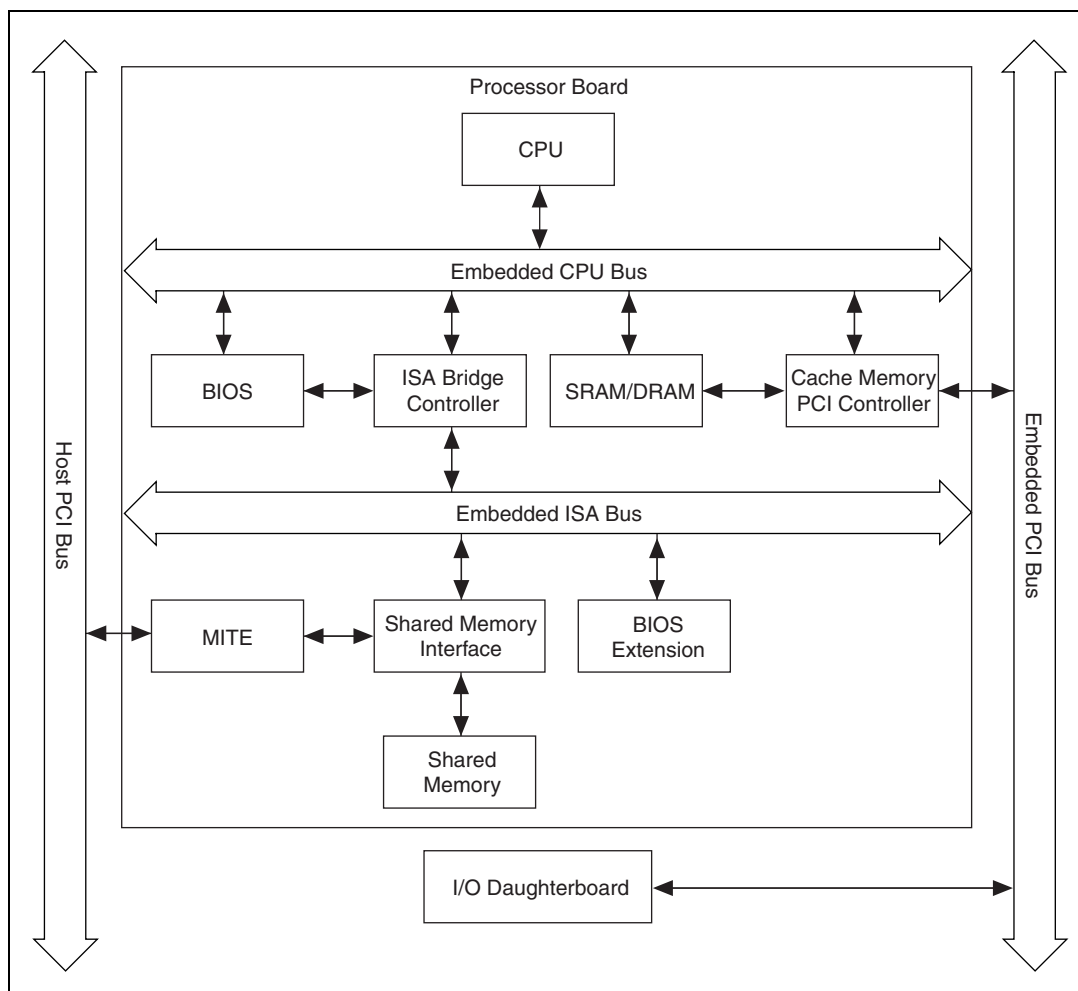 Processor Board
CPU
Embedded CPU Bus
BIOS
ISA Bridge
Controller
SRAM/DRAM
Cache Memory
PCI Controller
Host PCI Bus
Embedded PCI Bus
Embedded ISA Bus
MITE
Shared Memory
Interface
BIOS
Extension
Shared
Memory
I/O Daughterboard